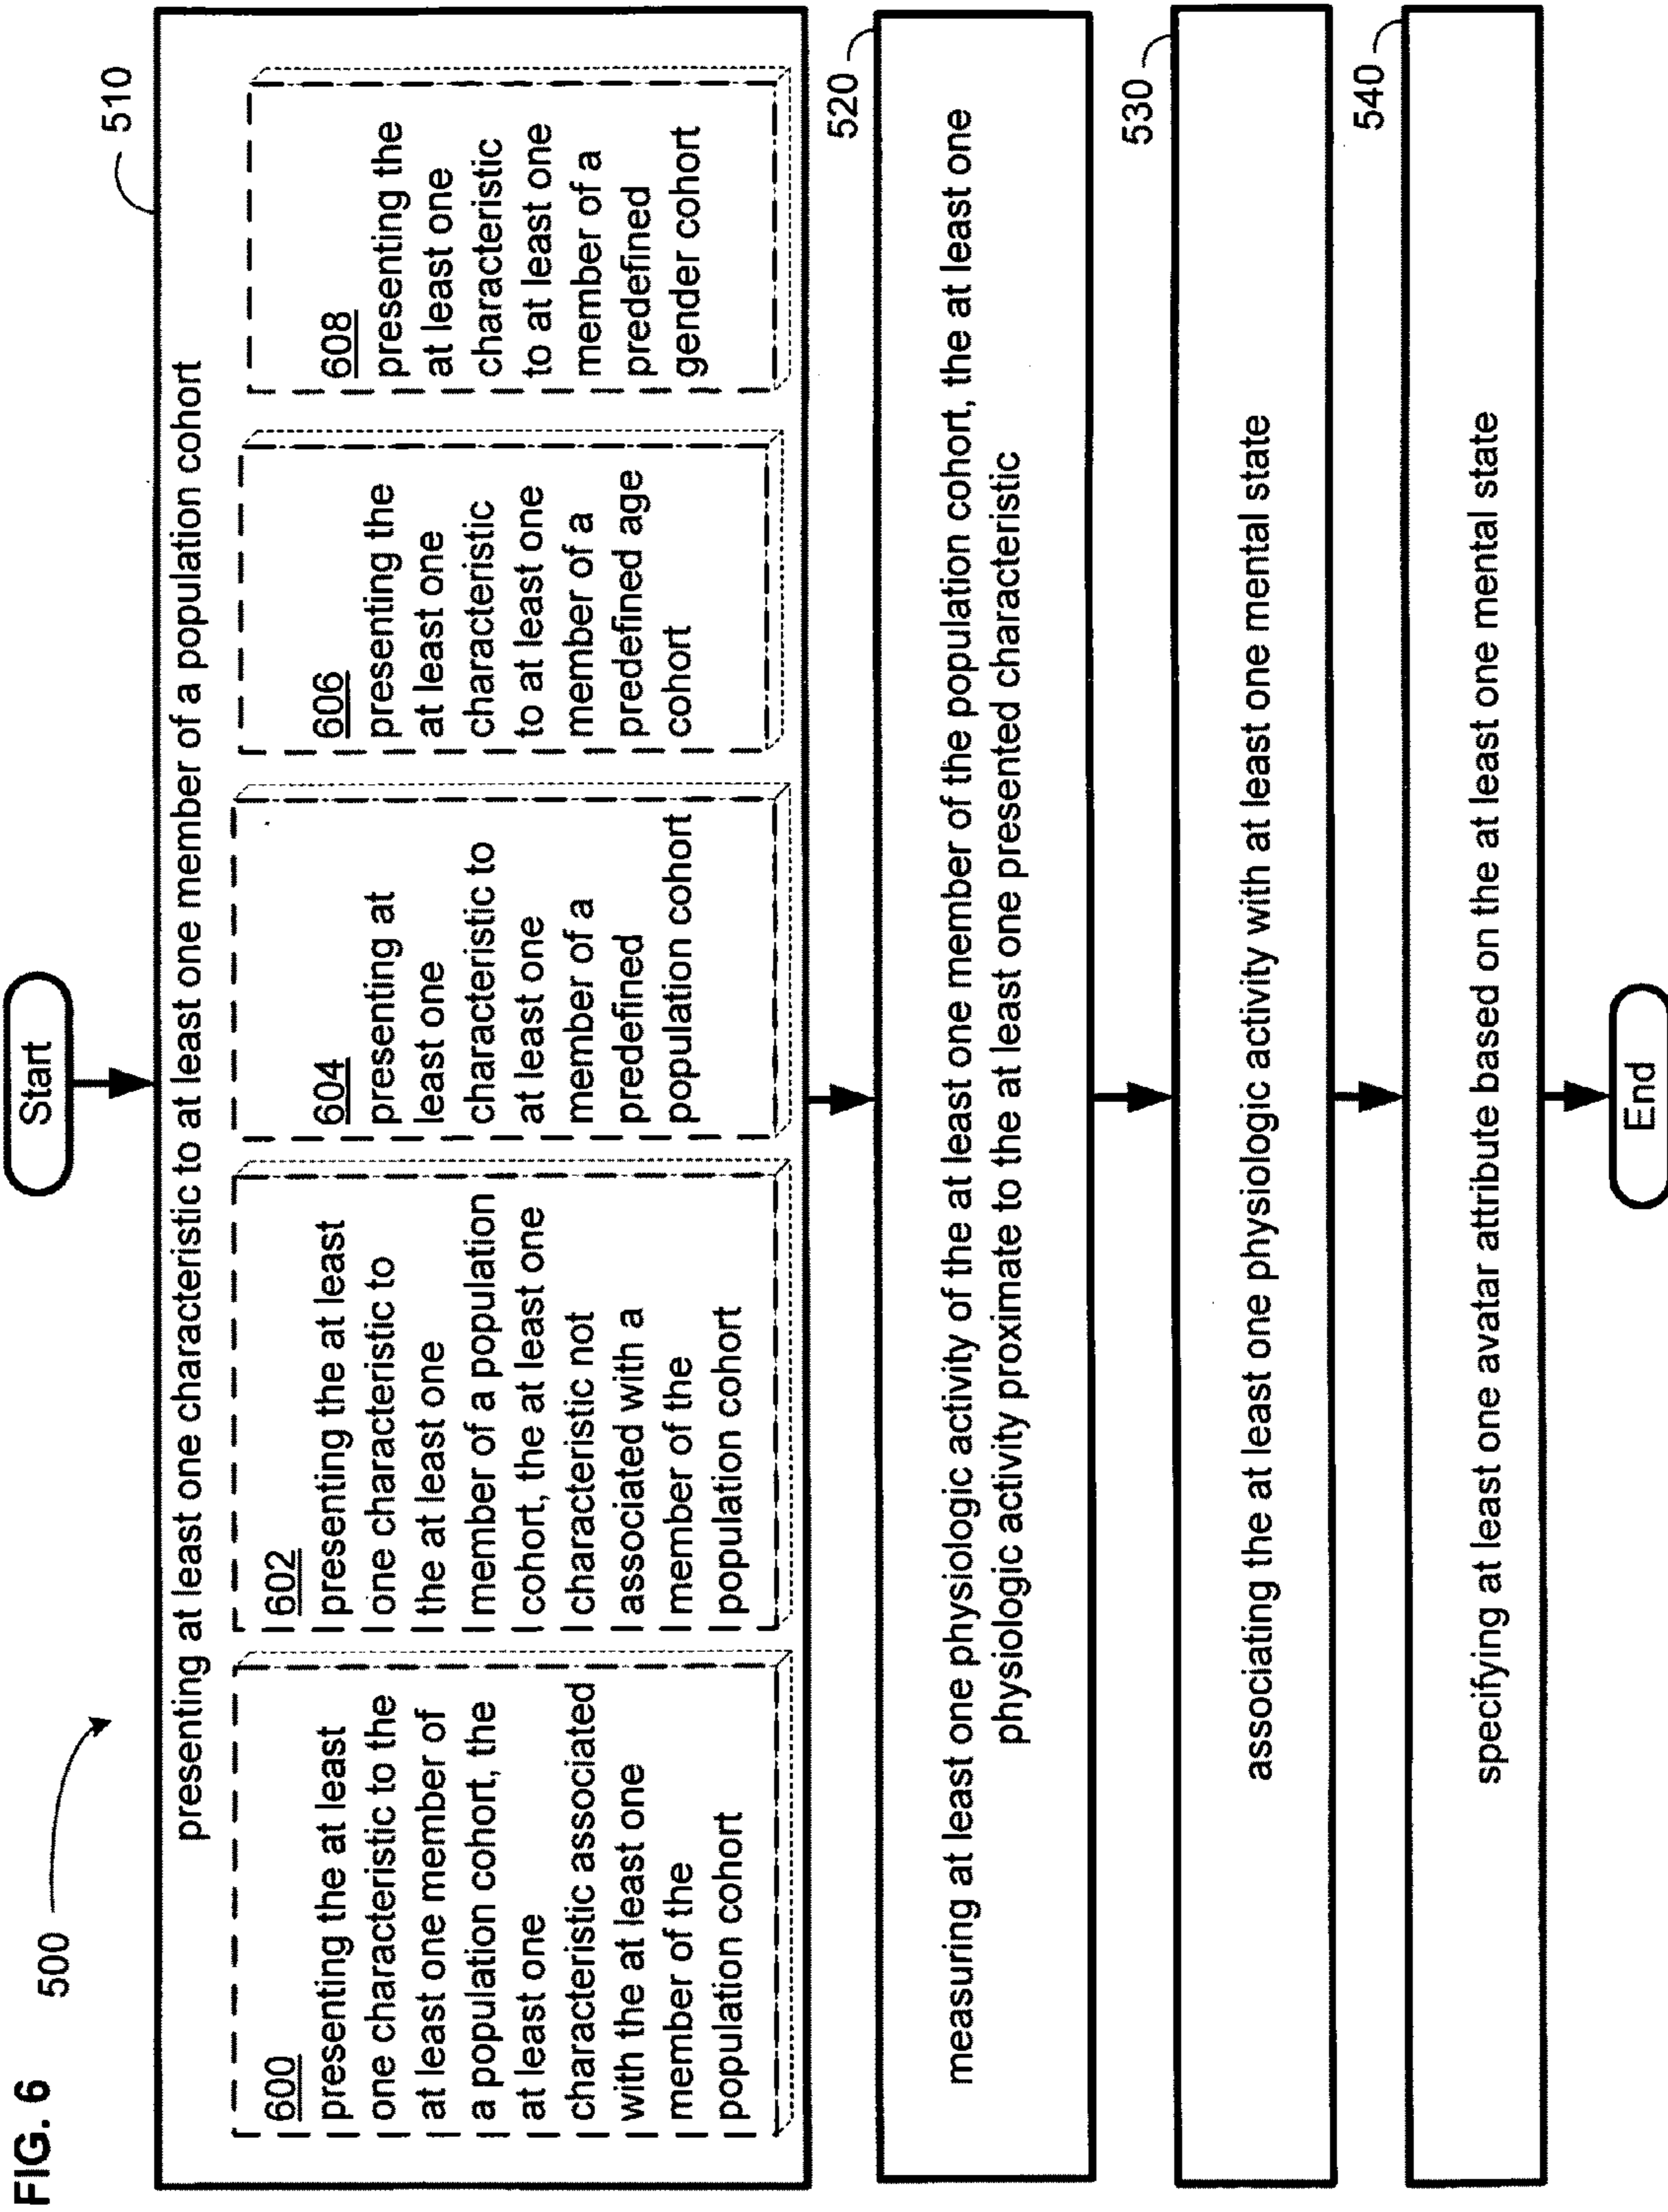 FIG. 6
500
Start
510
presenting at least one characteristic to at least one member of a population cohort
600
presenting the at least
one characteristic to the
at least one member of
a population cohort, the
at least one
characteristic associated
with the at least one
member of the
population cohort
602
presenting the at least
one characteristic to
the at least one
member of a population
cohort, the at least one
characteristic not
associated with a
member of the
population cohort
604
presenting at
least one
characteristic to
at least one
member of a
predefined
population cohort
606
presenting the
at least one
characteristic
to at least one
member of a
predefined age
cohort
608
presenting the
at least one
characteristic
to at least one
member of a
predefined
gender cohort
520
measuring at least one physiologic activity of the at least one member of the population cohort, the at least one
physiologic activity proximate to the at least one presented characteristic
530
associating the at least one physiologic activity with at least one mental state
540
specifying at least one avatar attribute based on the at least one mental state
End